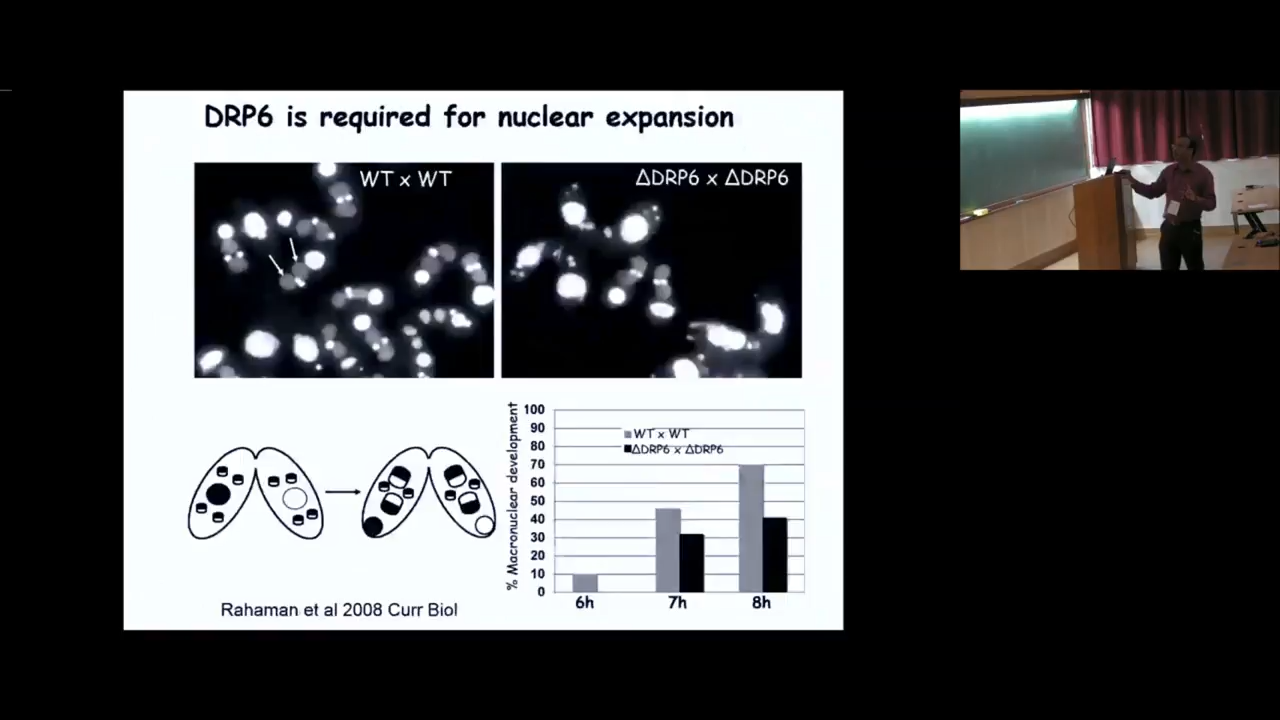 DRP6 is required for nuclear expansion
WT x WT
ΔDRP6 x ΔDRP6
% Macronuclear development
100
90
80
70
60
50
40
30
20
10
0
WT x WT
ΔDRP6 x ΔDRP6
6h
7h
8h
Rahaman et al 2008 Curr Biol